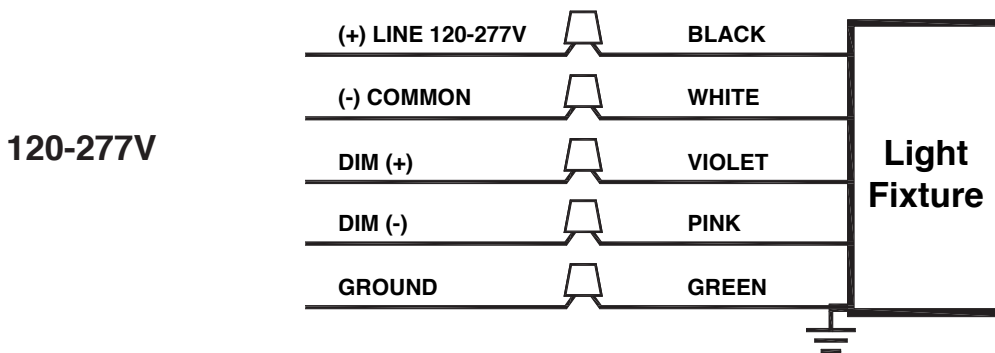 (+) LINE 120-277V BLACK
(-) COMMON WHITE
120-277V
DIM (+) VIOLET
Light
Fixture
DIM (-) PINK
GROUND GREEN